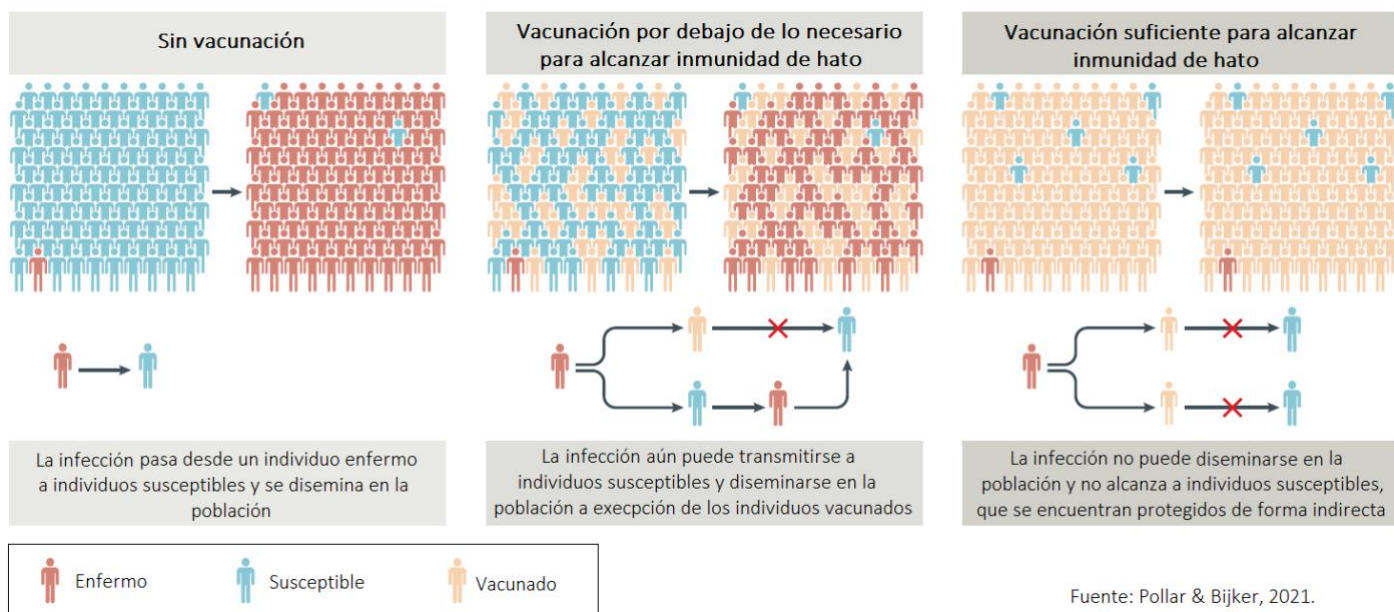 Sin vacunación
Vacunación por debajo de lo necesario
para alcanzar inmunidad de hato
Vacunación suficiente para alcanzar
inmunidad de hato
La infección pasa desde un individuo enfermo
a individuos susceptibles y se disemina en la
población
La infección aún puede transmitirse a
individuos susceptibles y diseminarse en la
población a execpción de los individuos vacunados
La infección no puede diseminarse en la
población y no alcanza a individuos susceptibles,
que se encuentran protegidos de forma indirecta
Enfermo
Susceptible
Vacunado
Fuente: Pollar & Bijker, 2021.